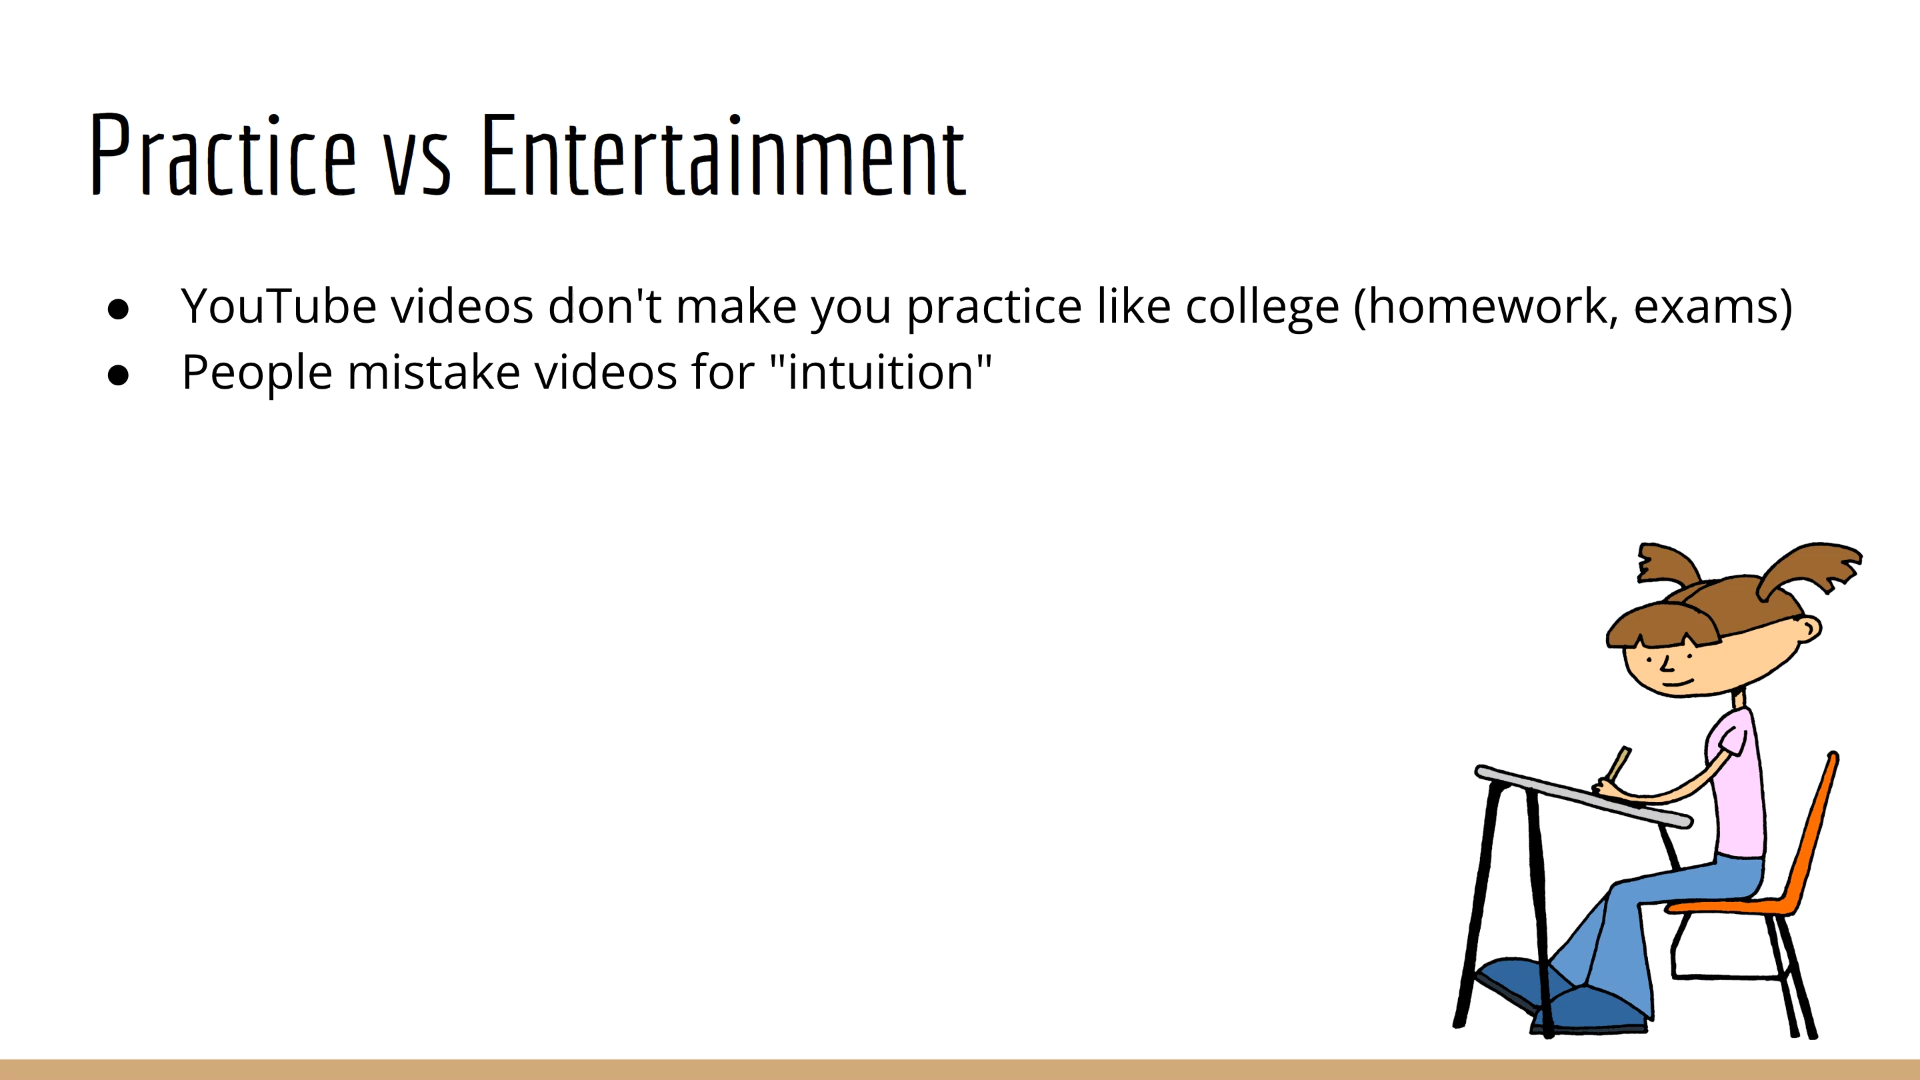 Practice vs Entertainment
● YouTube videos don't make you practice like college (homework, exams)
● People mistake videos for "intuition"